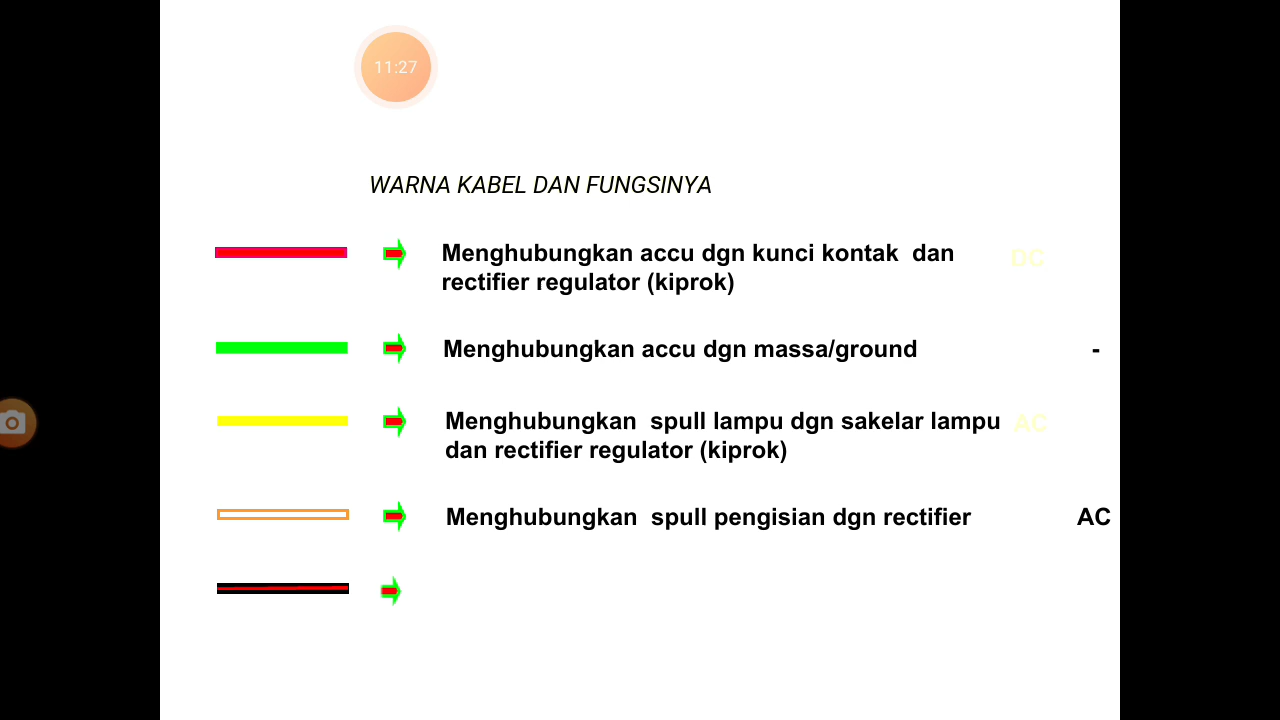 11:27
WARNA KABEL DAN FUNGSINYA
Menghubungkan accu dgn kunci kontak dan DC
rectifier regulator (kiprok)
Menghubungkan accu dgn massa/ground -
Menghubungkan spull lampu dgn sakelar lampu AC
dan rectifier regulator (kiprok)
Menghubungkan spull pengisian dgn rectifier AC